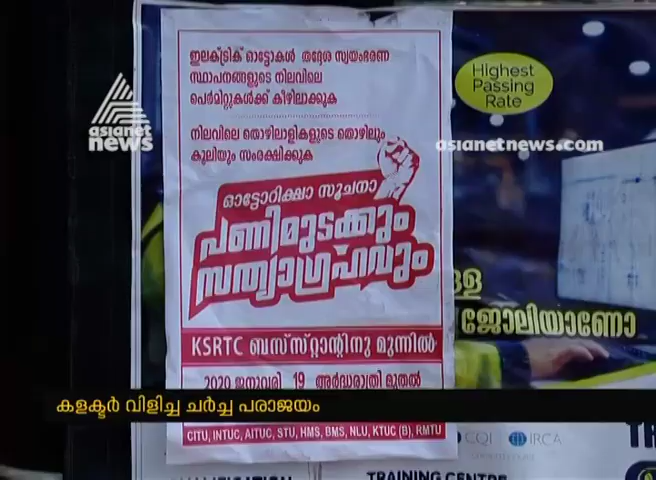 ഇലക്ട്രിക് ഓട്ടോകൾ തദ്ദേശ സ്വയംഭരണ
സ്ഥാപനങ്ങളുടെ നിലവിലെ
പെർമിറ്റുകൾക്ക് കീഴിലാക്കുക
നിലവിലെ തൊഴിലാളികളുടെ തൊഴിലും
കൂലിയും സംരക്ഷിക്കുക
ഓട്ടോറിക്ഷാ സൂചനാ
പണിമുടക്കും
സത്യാഗ്രഹവും
KSRTC ബസ്സ്റ്റാന്റിനു മുന്നിൽ
2020 ജനുവരി 19 അർദ്ധരാത്രി മുതൽ
CITU, INTUC, AITUC, STU, HMS, BMS, NLU, KTUC (B), RMTU
Highest
Passing
Rate
asianet
news
asianetnews.com
ജോലിയാണോ
കളക്ടർ വിളിച്ച ചർച്ച പരാജയം
CQI IRCA
TRAINING CENTRE